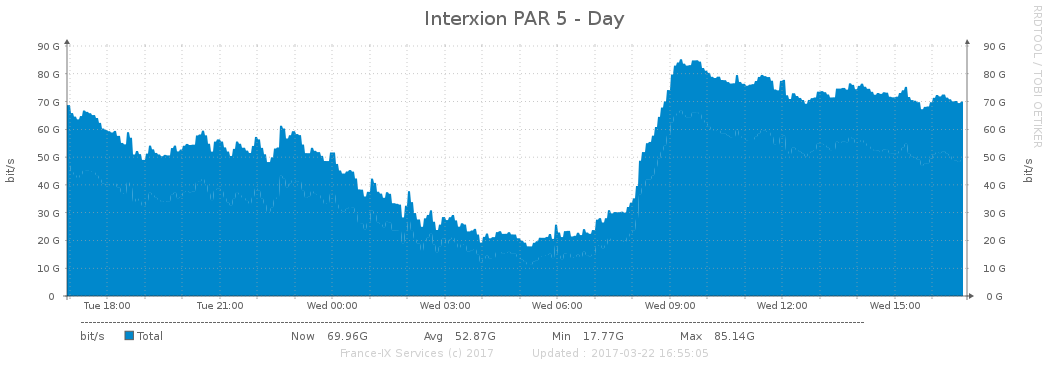 Interxion PAR 5 - Day
RRDTOOL / TOBI OETIKER
90 G 90 G
80 G 80 G
70 G 70 G
60 G 60 G
50 G 50 G
40 G 40 G
30 G 30 G
20 G 20 G
10 G 10 G
0 0 G
bit/s bit/s
Tue 18:00 Tue 21:00 Wed 00:00 Wed 03:00 Wed 06:00 Wed 09:00 Wed 12:00 Wed 15:00
bit/s Total Now 69.96G Avg 52.87G Min 17.77G Max 85.14G
France-IX Services (c) 2017 Updated : 2017-03-22 16:55:05